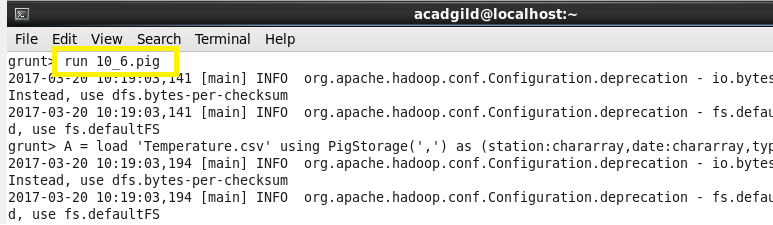 acadgild@localhost:~
File Edit View Search Terminal Help
grunt> run 10_6.pig
2017-03-20 10:19:03,141 [main] INFO  org.apache.hadoop.conf.Configuration.deprecation - io.bytes
Instead, use dfs.bytes-per-checksum
2017-03-20 10:19:03,141 [main] INFO  org.apache.hadoop.conf.Configuration.deprecation - fs.defau
d, use fs.defaultFS
grunt> A = load 'Temperature.csv' using PigStorage(',') as (station:chararray,date:chararray,typ
2017-03-20 10:19:03,194 [main] INFO  org.apache.hadoop.conf.Configuration.deprecation - io.bytes
Instead, use dfs.bytes-per-checksum
2017-03-20 10:19:03,194 [main] INFO  org.apache.hadoop.conf.Configuration.deprecation - fs.defau
d, use fs.defaultFS